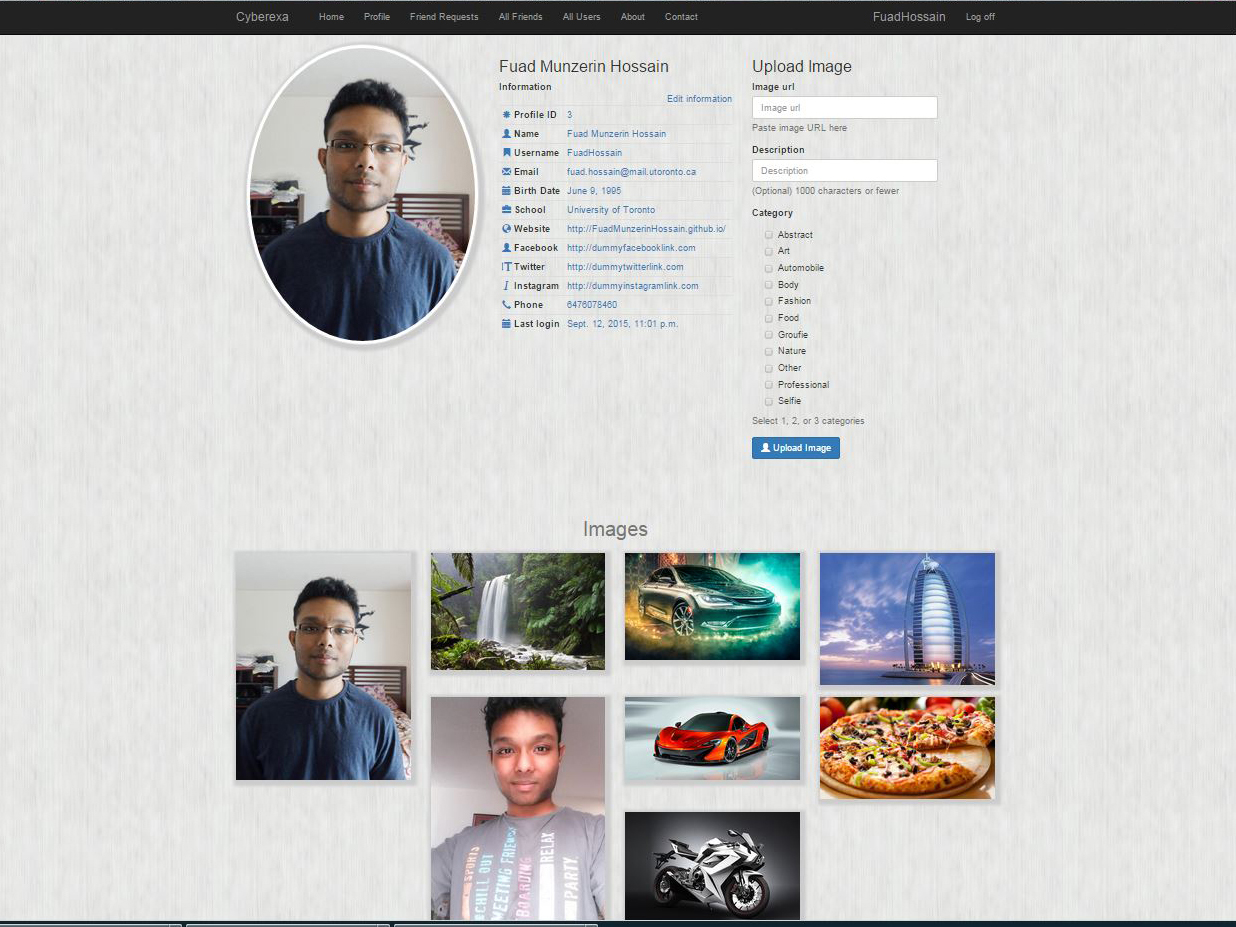 Cyberexa Home Profile Friend Requests All Friends All Users About Contact FuadHossain Log off
Fuad Munzerin Hossain
Information
Edit information
Profile ID 3
Name Fuad Munzerin Hossain
Username FuadHossain
Email fuad.hossain@mail.utoronto.ca
Birth Date June 9, 1995
School University of Toronto
Website http://FuadMunzerinHossain.github.io/
Facebook http://dummyfacebooklink.com
Twitter http://dummytwitterlink.com
Instagram http://dummyinstagramlink.com
Phone 6476078460
Last login Sept. 12, 2015, 11:01 p.m.
Upload Image
Image url
Image url
Paste image URL here
Description
Description
(Optional) 1000 characters or fewer
Category
Abstract
Art
Automobile
Body
Fashion
Food
Groufie
Nature
Other
Professional
Selfie
Select 1, 2, or 3 categories
Upload Image
Images
SPORTS
CHILL OUT
MEETING FRIENDS
BOARDING
RELAX
PARTY.